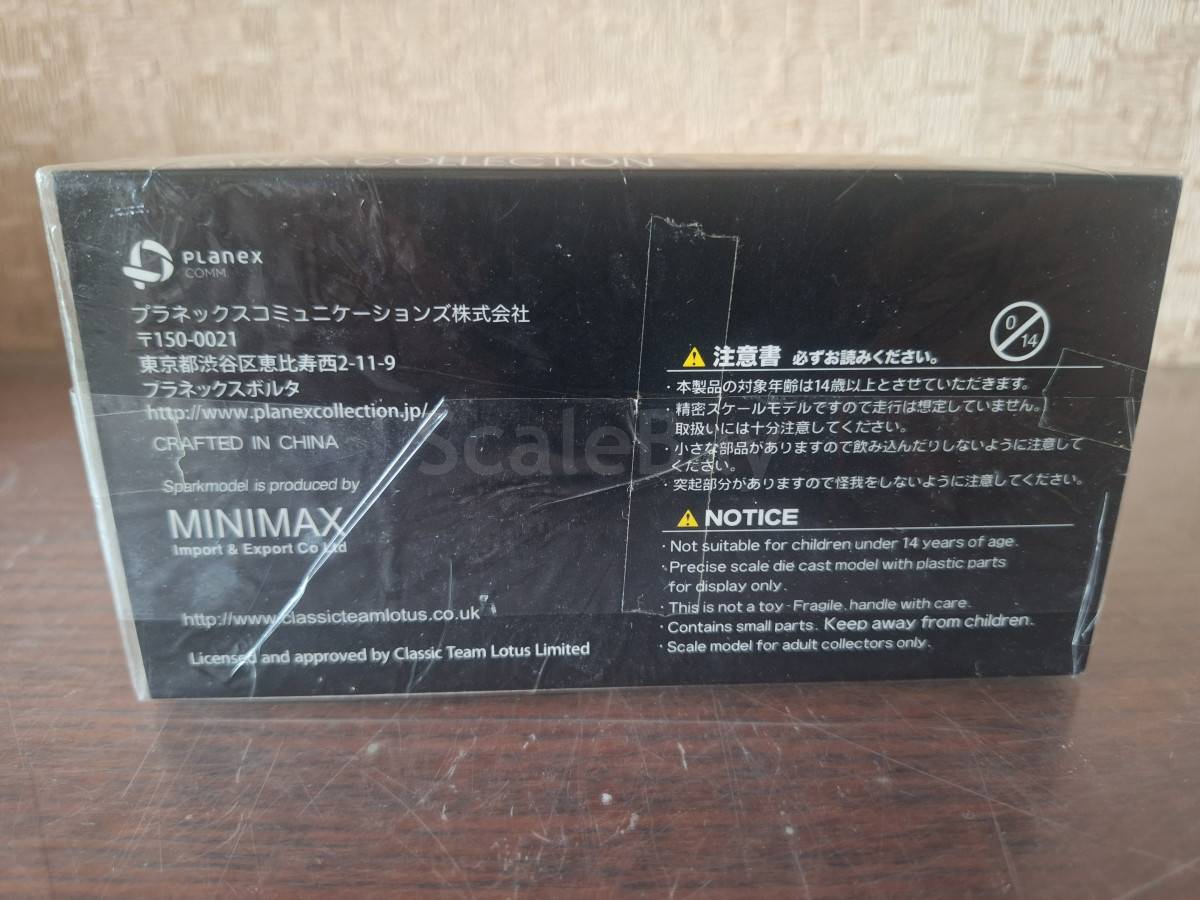 COLLECTION
PLANEX
COMM
プラネックスコミュニケーションズ株式会社
〒150-0021
東京都渋谷区恵比寿西2-11-9
プラネックスボルタ
http://www.planexcollection.jp/
CRAFTED IN CHINA
Sparkmodel is produced by
MINIMAX
Import & Export Co Ltd
http://www.classicteamlotus.co.uk
Licensed and approved by Classic Team Lotus Limited
0
14
注意書 必ずお読みください。
・本製品の対象年齢は14歳以上とさせていただきます。
・精密スケールモデルですので走行は想定していません。
取扱いには十分注意してください。
・小さな部品がありますので飲み込んだりしないように注意して
ください。
・突起部分がありますので怪我をしないように注意してください。
NOTICE
・Not suitable for children under 14 years of age.
・Precise scale die cast model with plastic parts
for display only.
・This is not a toy・Fragile, handle with care.
・Contains small parts. Keep away from children.
・Scale model for adult collectors only.